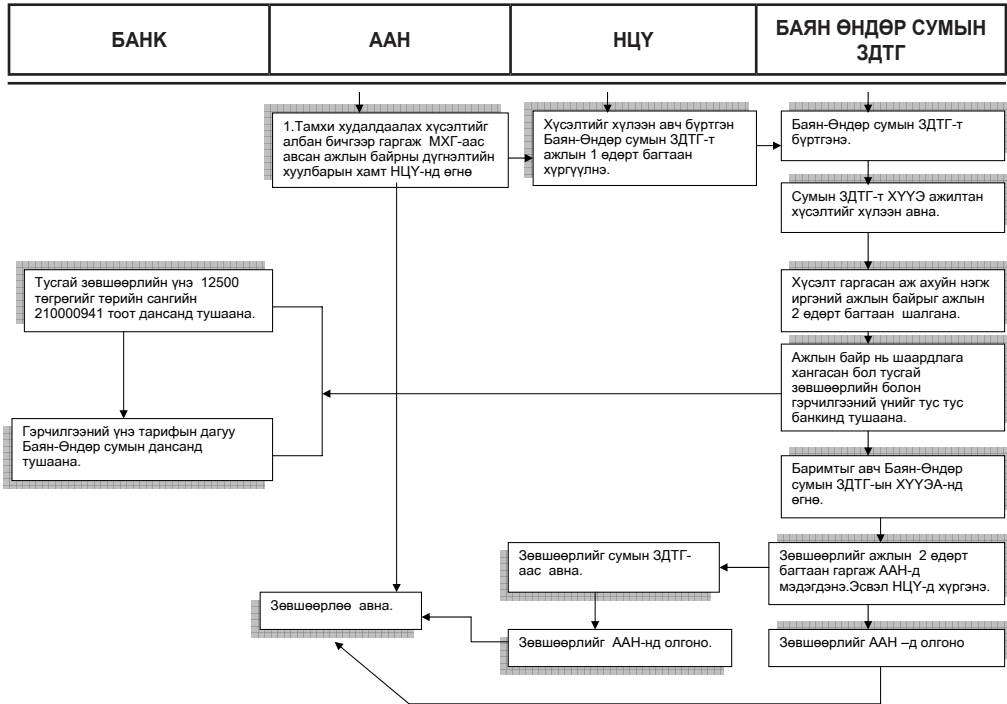 БАНК
ААН
НЦҮ
БАЯН ӨНДӨР СУМЫН
ЗДТГ
1.Тамхи худалдаалах хүсэлтийг
албан бичгээр гаргаж МХГ-аас
авсан ажлын байрны дүгнэлтийн
хуулбарын хамт НЦҮ-нд өгнө
Хүсэлтийг хүлээн авч бүртгэн
Баян-Өндөр сумын ЗДТГ-т
ажлын 1 өдөрт багтаан
хүргүүлнэ.
Баян-Өндөр сумын ЗДТГ-т
бүртгэнэ.
Сумын ЗДТГ-т ХҮҮЭ ажилтан
хүсэлтийг хүлээн авна.
Хүсэлт гаргасан аж ахуйн нэгж
иргэний ажлын байрыг ажлын
2 өдөрт багтаан шалгана.
Тусгай зөвшөөрлийн үнэ 12500
төгрөгийг төрийн сангийн
210000941 тоот дансанд тушаана.
Ажлын байр нь шаардлага
хангасан бол тусгай
зөвшөөрлийн болон
гэрчилгээний үнийг тус тус
банкинд тушаана.
Гэрчилгээний үнэ тарифын дагуу
Баян-Өндөр сумын дансанд
тушаана.
Баримтыг авч Баян-Өндөр
сумын ЗДТГ-ын ХҮҮЭА-нд
өгнө.
Зөвшөөрлийг сумын ЗДТГ-
аас авна.
Зөвшөөрлийг ажлын 2 өдөрт
багтаан гаргаж ААН-д
мэдэгдэнэ.Эсвэл НЦҮ-д хүргэнэ.
Зөвшөөрлөө авна.
Зөвшөөрлийг ААН-нд олгоно.
Зөвшөөрлийг ААН –д олгоно